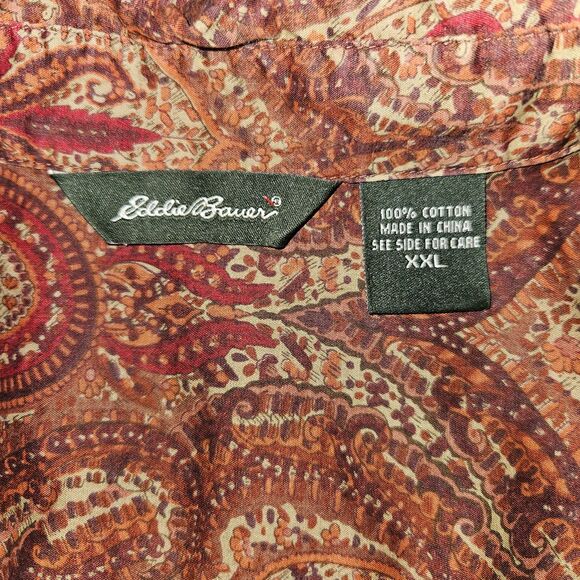 Eddie Bauer®
100% COTTON
MADE IN CHINA
SEE SIDE FOR CARE
XXL